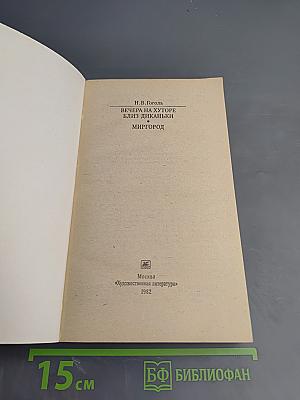 Н. В. Гоголь
ВЕЧЕРА НА ХУТОРЕ
БЛИЗ ДИКАНЬКИ
•
МИРГОРОД
Москва
«Художественная литература»
1982
15 см
БФ БИБЛИОФАН